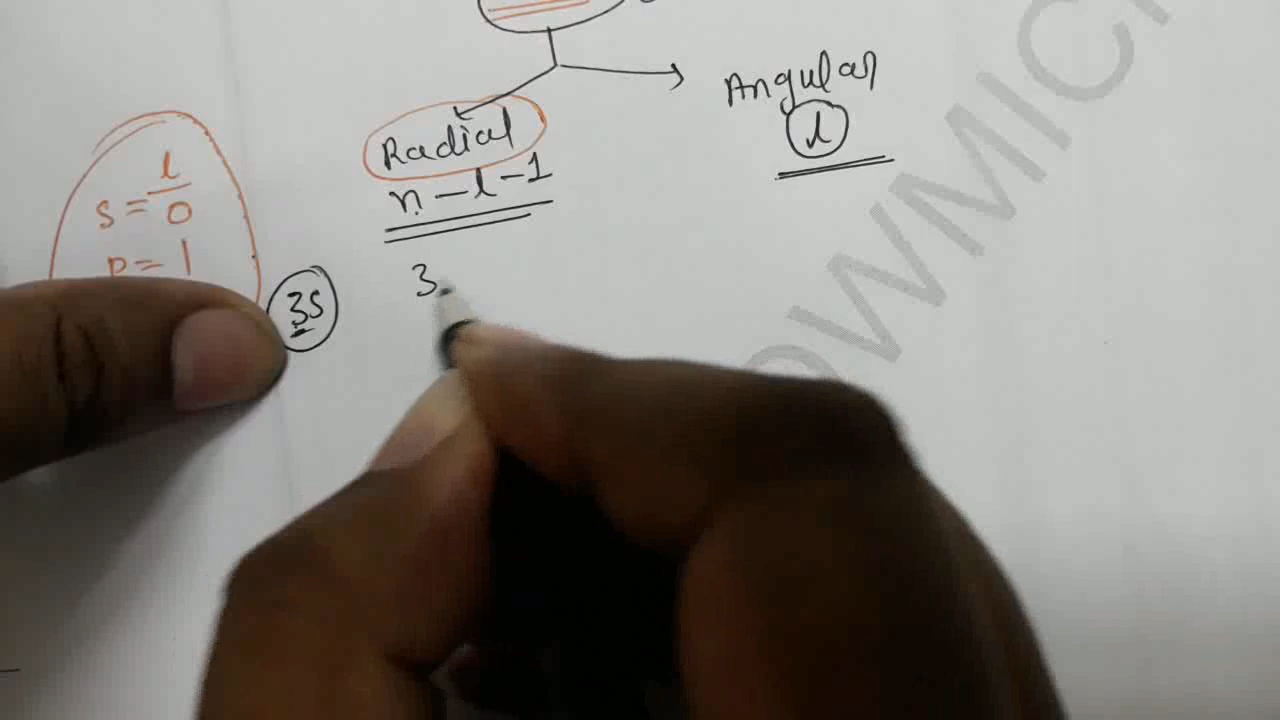 Angular
l
Radial
n - l - 1
l
s = 0
p = 1
3s
3